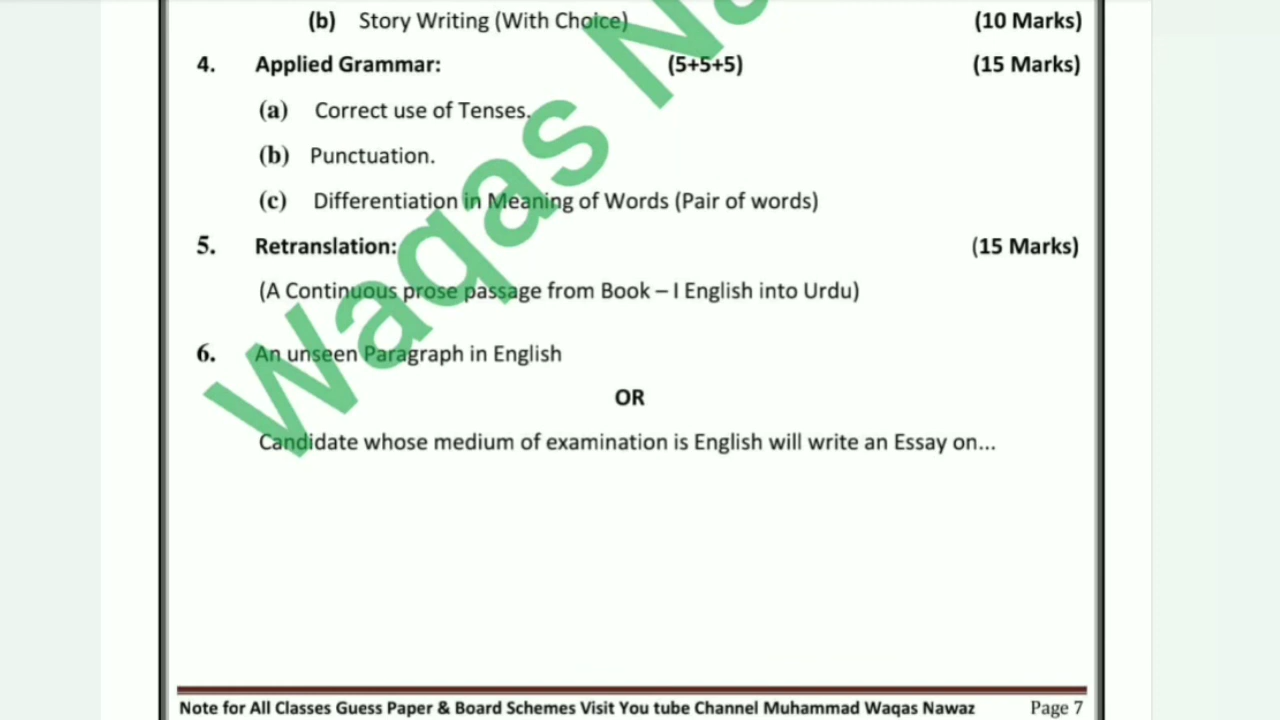 (b) Story Writing (With Choice) (10 Marks)
4. Applied Grammar: (5+5+5) (15 Marks)
(a) Correct use of Tenses.
(b) Punctuation.
(c) Differentiation in Meaning of Words (Pair of words)
5. Retranslation: (15 Marks)
(A Continuous prose passage from Book – I English into Urdu)
6. An unseen Paragraph in English
OR
Candidate whose medium of examination is English will write an Essay on...
Waqas Na
Note for All Classes Guess Paper & Board Schemes Visit You tube Channel Muhammad Waqas Nawaz Page 7